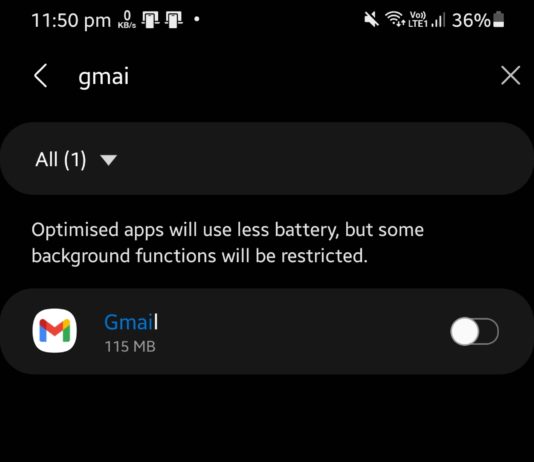 11:50 pm 0 KB/s Vo) LTE1 36%
gmai
All (1)
Optimised apps will use less battery, but some
background functions will be restricted.
Gmail
115 MB